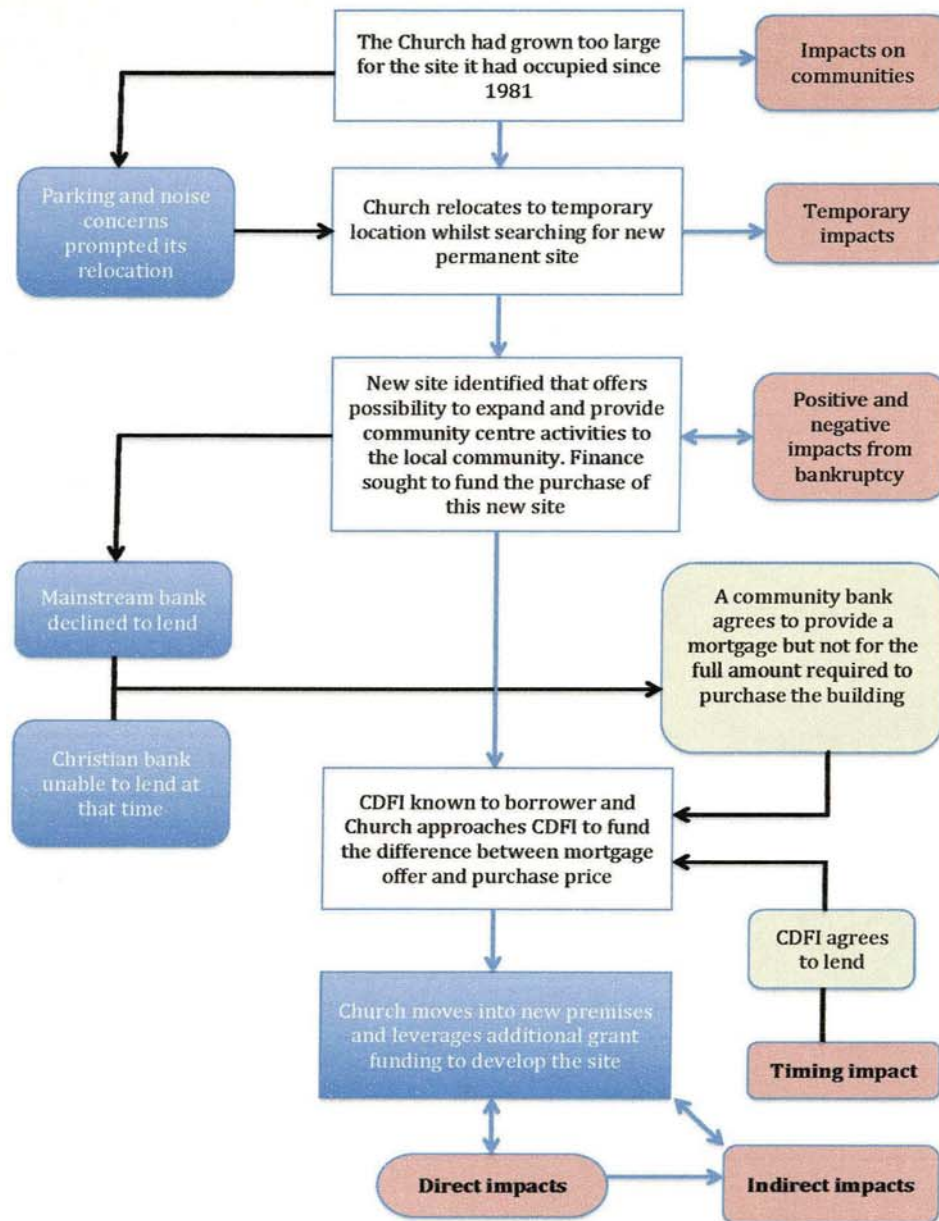 The Church had grown too large
for the site it had occupied since
1981
Impacts on
communities
Parking and noise
concerns
prompted its
relocation
Church relocates to temporary
location whilst searching for new
permanent site
Temporary
impacts
New site identified that offers
possibility to expand and provide
community centre activities to
the local community. Finance
sought to fund the purchase of
this new site
Positive and
negative
impacts from
bankruptcy
Mainstream bank
declined to lend
A community bank
agrees to provide a
mortgage but not for the
full amount required to
purchase the building
Christian bank
unable to lend at
that time
CDFI known to borrower and
Church approaches CDFI to fund
the difference between mortgage
offer and purchase price
CDFI agrees
to lend
Church moves into new premises
and leverages additional grant
funding to develop the site
Timing impact
Direct impacts
Indirect impacts